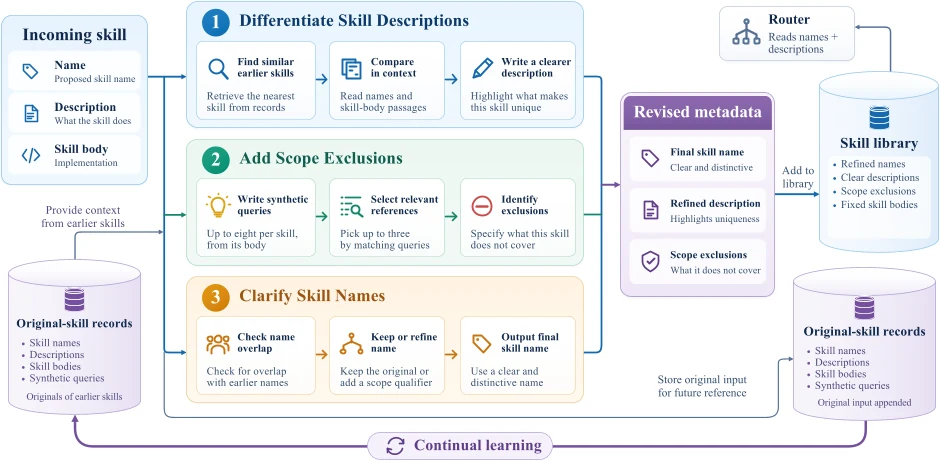 Incoming skill
Name
Proposed skill name
Description
What the skill does
Skill body
Implementation
Provide context
from earlier skills
Original-skill records
• Skill names
• Descriptions
• Skill bodies
• Synthetic queries
Originals of earlier skills
1 Differentiate Skill Descriptions
Find similar
earlier skills
Retrieve the nearest
skill from records
Compare
in context
Read names and
skill-body passages
Write a clearer
description
Highlight what makes
this skill unique
2 Add Scope Exclusions
Write synthetic
queries
Up to eight per skill,
from its body
Select relevant
references
Pick up to three
by matching queries
Identify
exclusions
Specify what this skill
does not cover
3 Clarify Skill Names
Check name
overlap
Check for overlap
with earlier names
Keep or refine
name
Keep the original or
add a scope qualifier
Output final
skill name
Use a clear and
distinctive name
Revised metadata
Final skill name
Clear and distinctive
Refined description
Highlights uniqueness
Scope exclusions
What it does not cover
Add to
library
Router
Reads names +
descriptions
Skill library
• Refined names
• Clear descriptions
• Scope exclusions
• Fixed skill bodies
Store original input
for future reference
Original-skill records
• Skill names
• Descriptions
• Skill bodies
• Synthetic queries
Original input appended
Continual learning